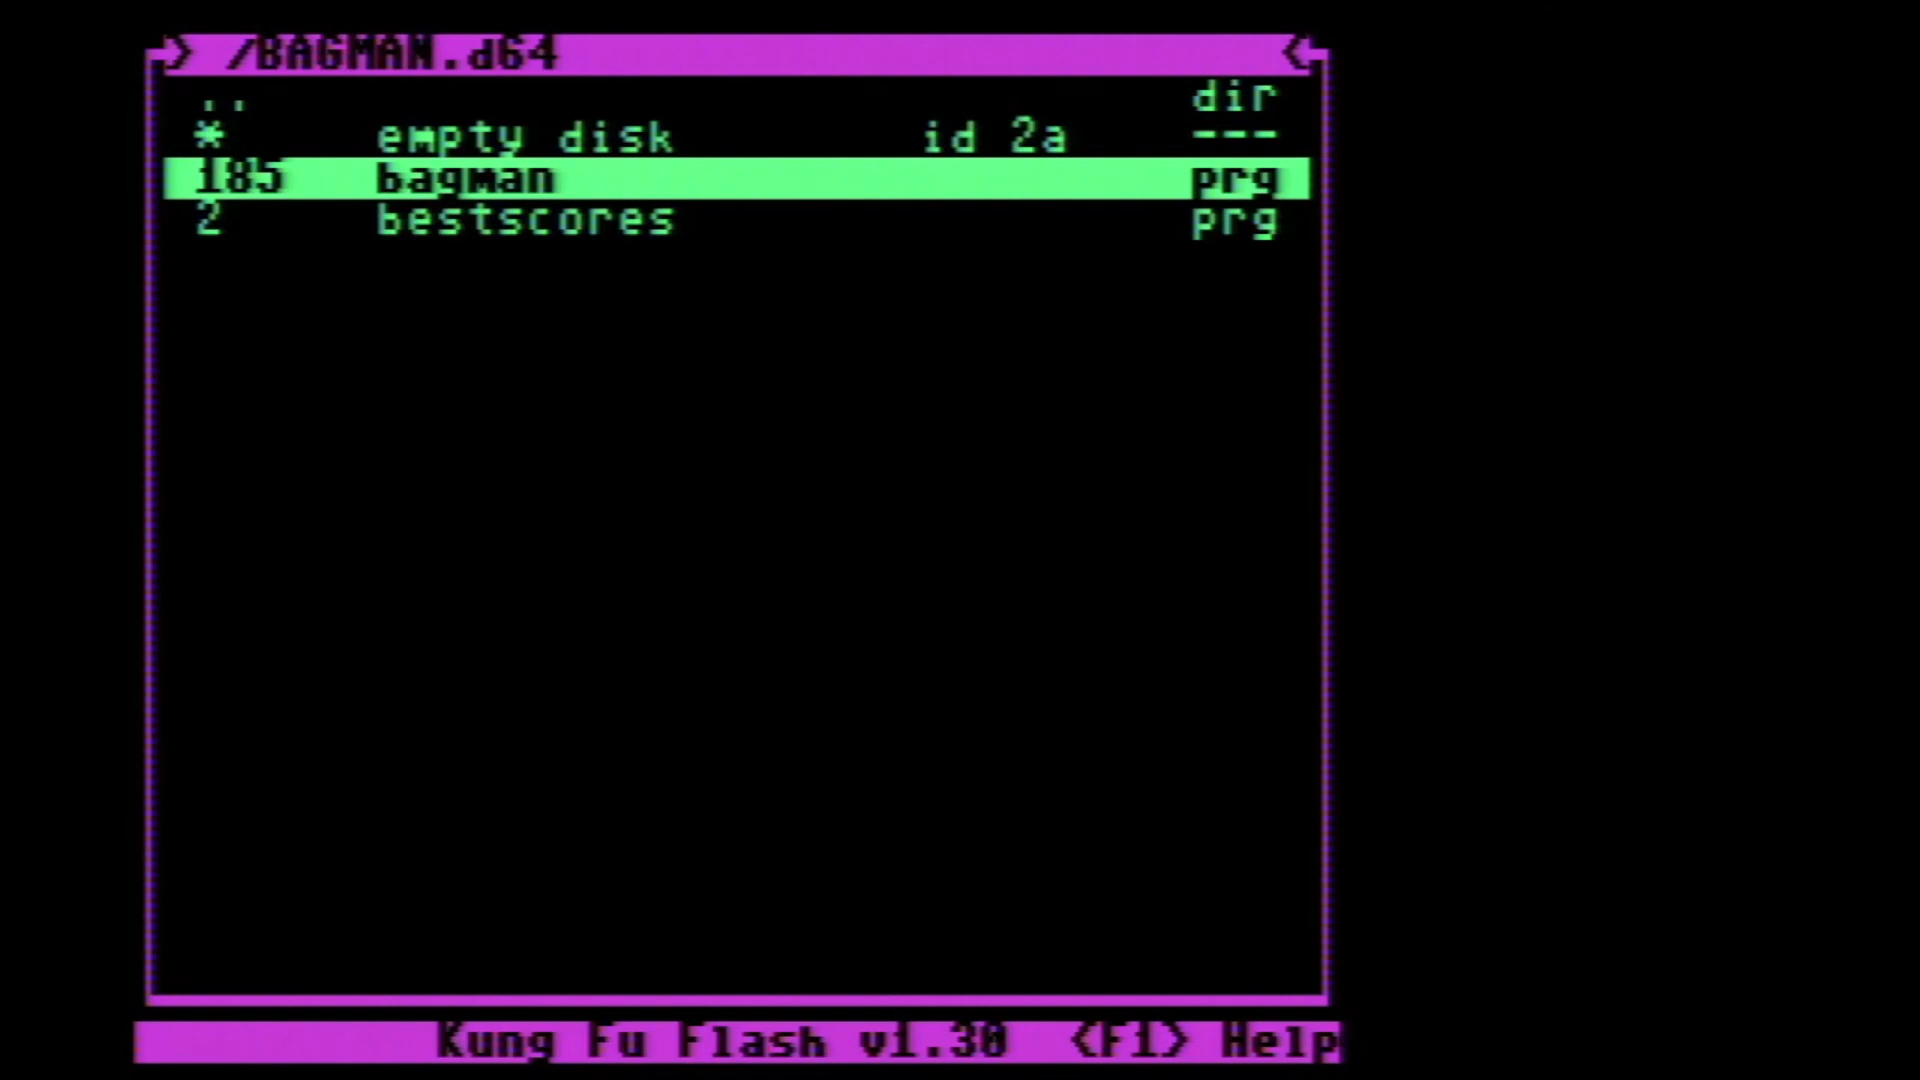 /BAGMAN.d64
.. dir
* empty disk id 2a ---
185 bagman prg
2 bestscores prg
Kung Fu Flash v1.30 <F1> Help